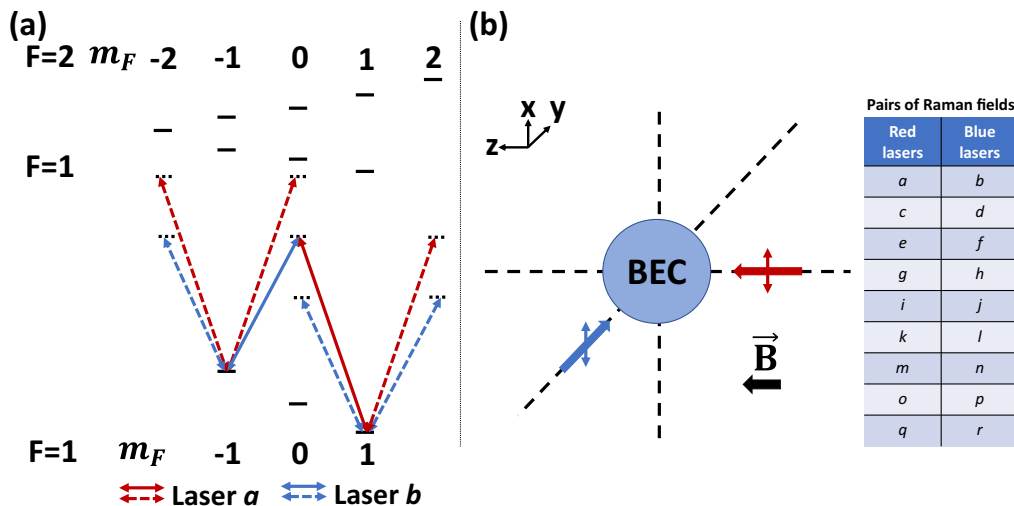 (a)
F=2 m_F -2 -1 0 1 2
F=1
F=1 m_F -1 0 1
Laser a Laser b
(b)
x y
z
BEC
B
Pairs of Raman fields
Red lasers Blue lasers
a b
c d
e f
g h
i j
k l
m n
o p
q r